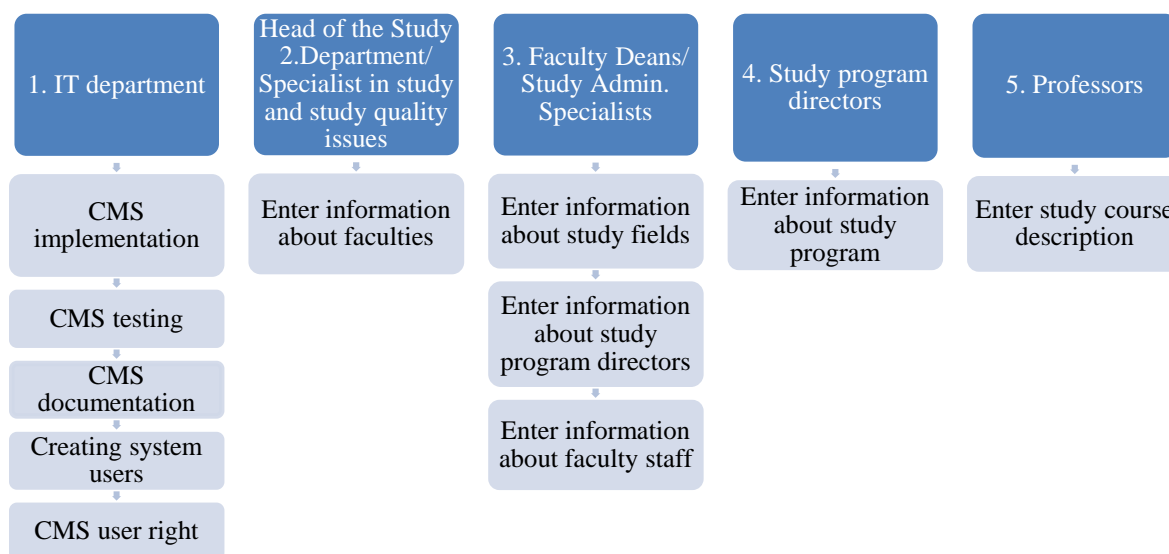 1. IT department
CMS
implementation
CMS testing
CMS
documentation
Creating system
users
CMS user right
Head of the Study
2.Department/
Specialist in study
and study quality
issues
Enter information
about faculties
3. Faculty Deans/
Study Admin.
Specialists
Enter information
about study fields
Enter information
about study
program directors
Enter information
about faculty staff
4. Study program
directors
Enter information
about study
program
5. Professors
Enter study course
description